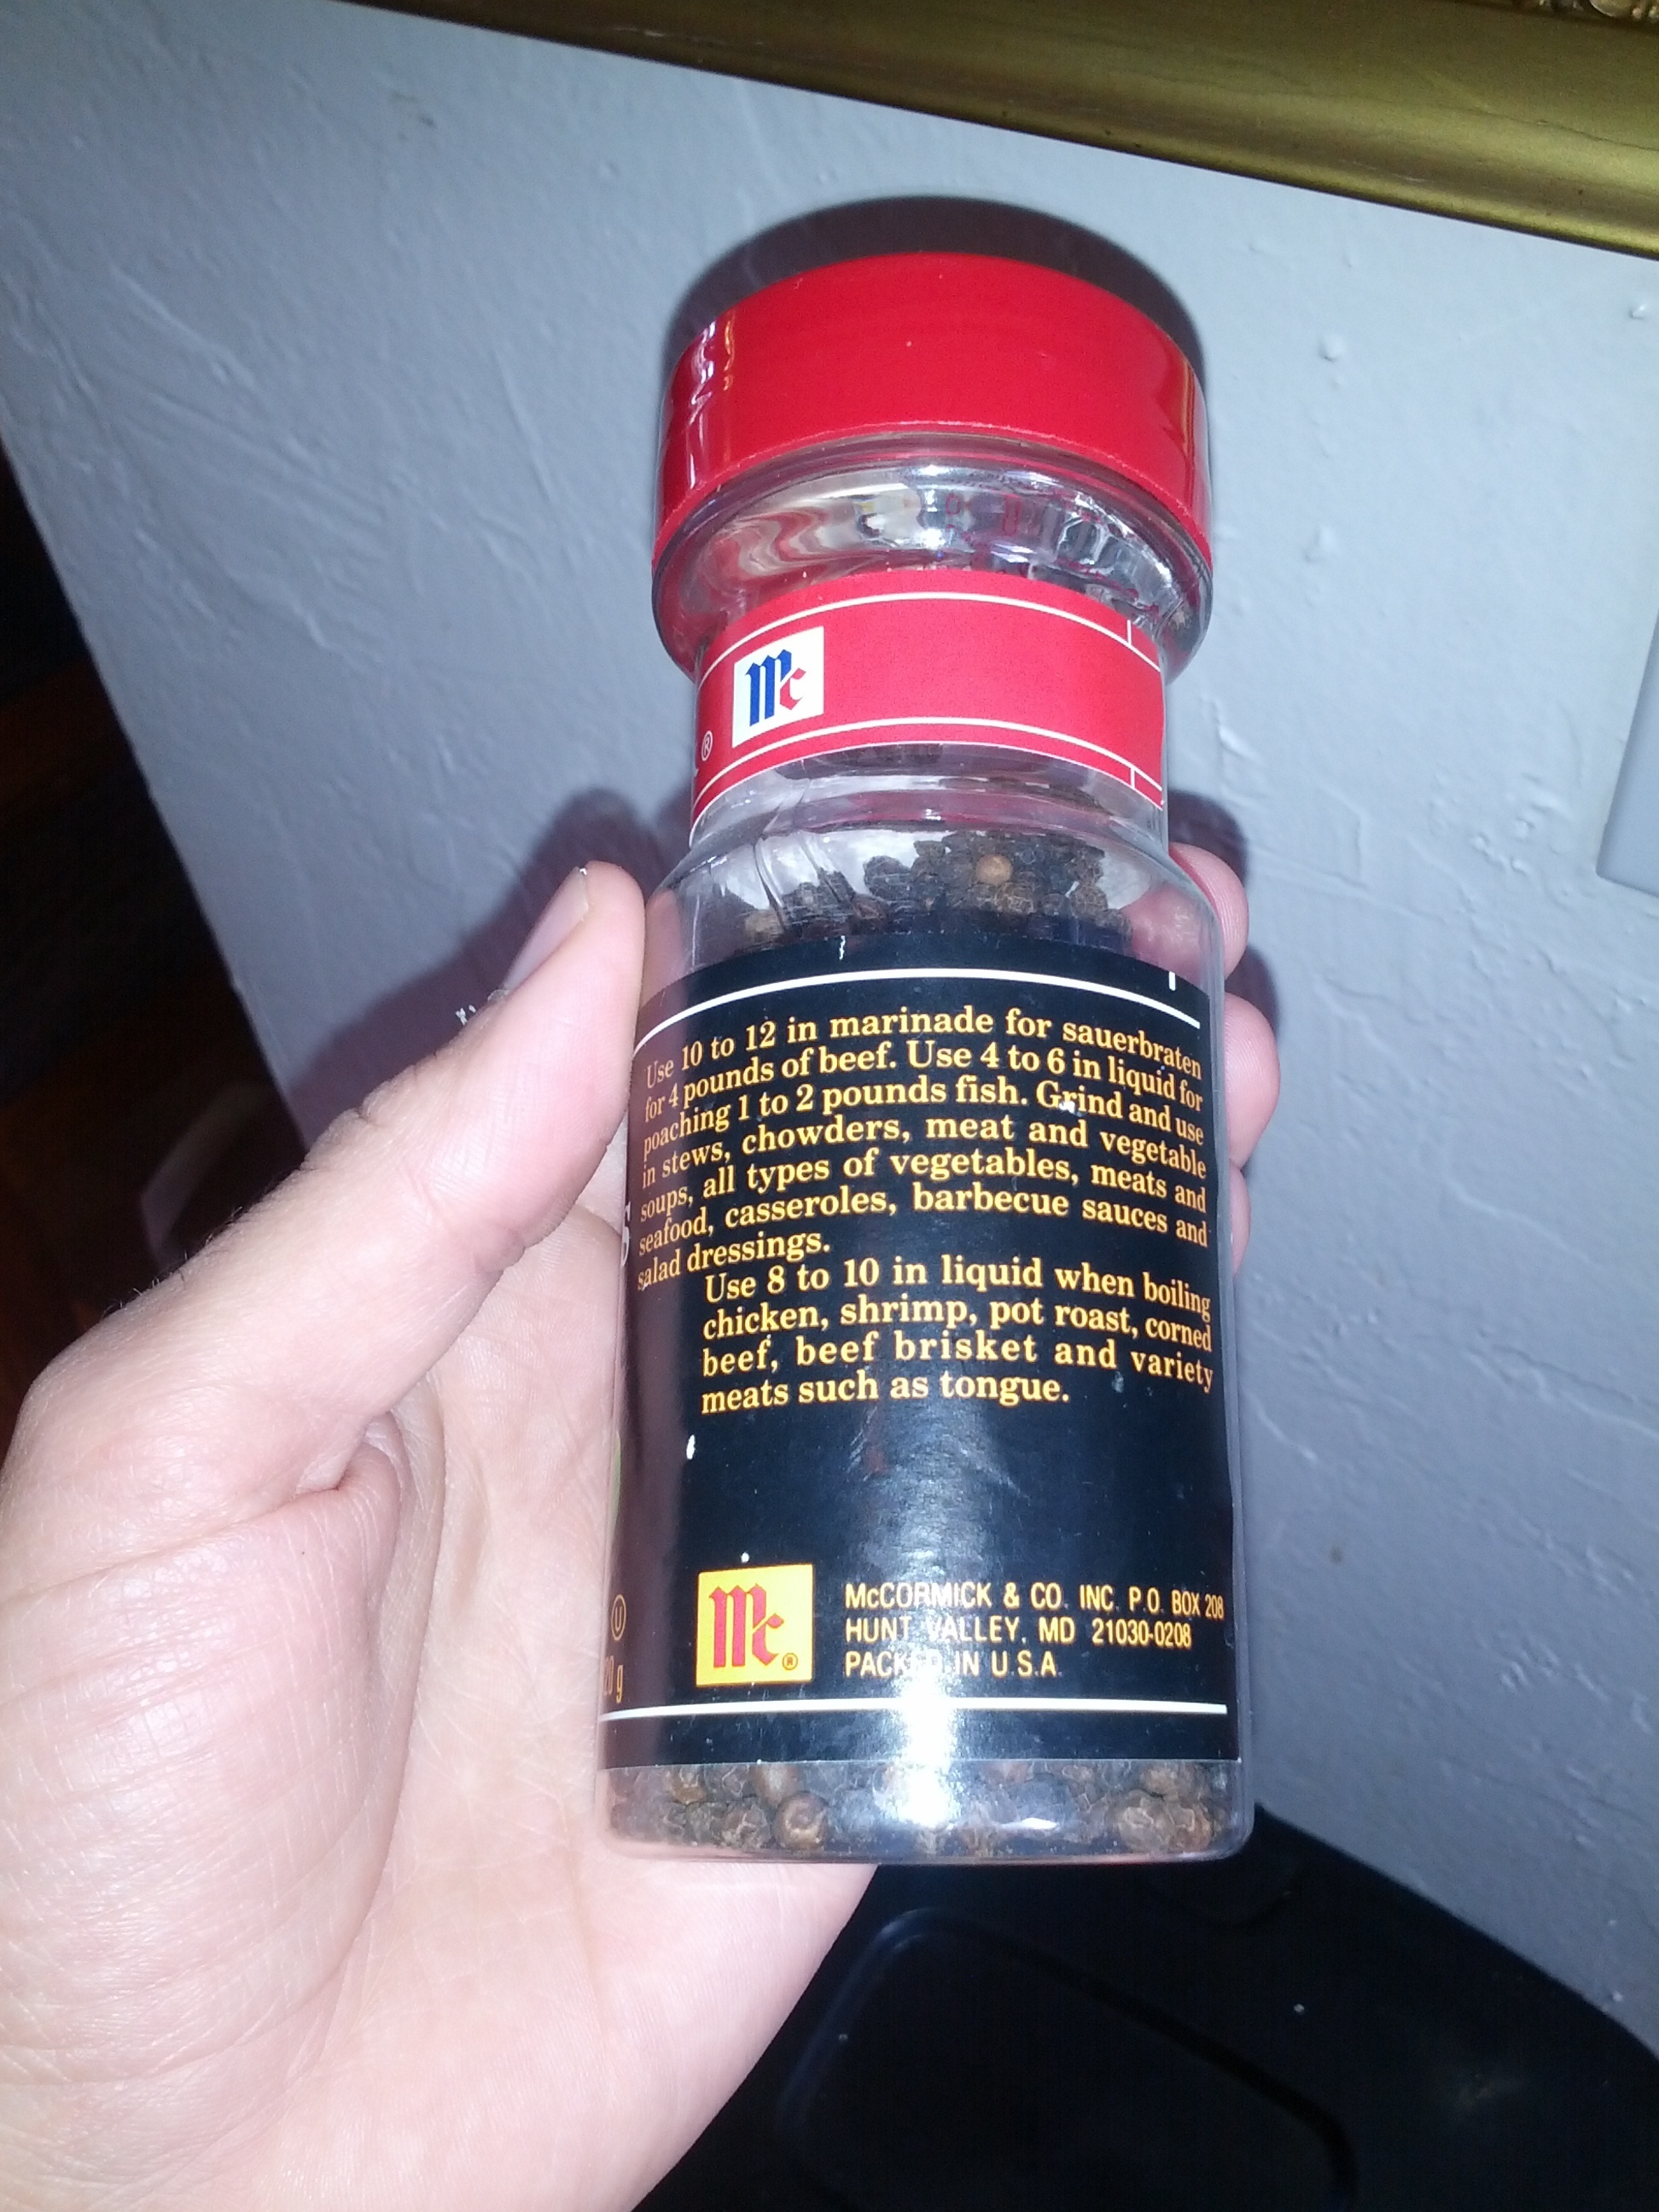 Mc
®
Use 10 to 12 in marinade for sauerbraten
for 4 pounds of beef. Use 4 to 6 in liquid for
poaching 1 to 2 pounds fish. Grind and use
in stews, chowders, meat and vegetable
soups, all types of vegetables, meats and
seafood, casseroles, barbecue sauces and
salad dressings.
Use 8 to 10 in liquid when boiling
chicken, shrimp, pot roast, corned
beef, beef brisket and variety
meats such as tongue.
Mc®
McCORMICK & CO. INC. P.O. BOX 208
HUNT VALLEY, MD 21030-0208
PACKED IN U.S.A.
U